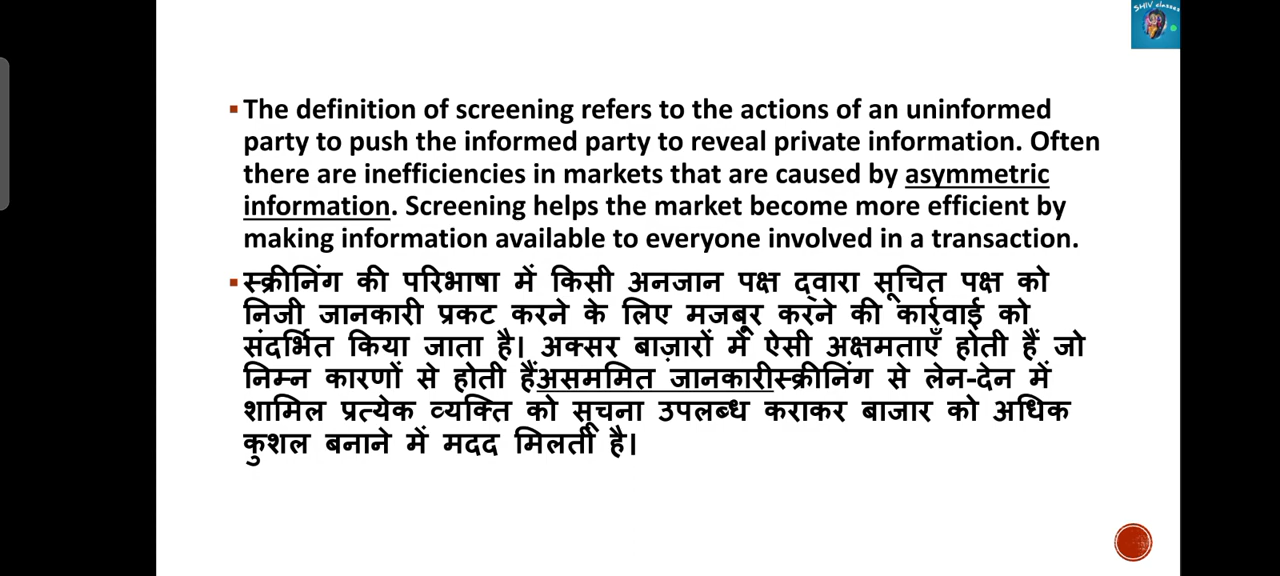 SHIV classes
▪The definition of screening refers to the actions of an uninformed
party to push the informed party to reveal private information. Often
there are inefficiencies in markets that are caused by asymmetric
information. Screening helps the market become more efficient by
making information available to everyone involved in a transaction.
▪स्क्रीनिंग की परिभाषा में किसी अनजान पक्ष द्वारा सूचित पक्ष को
निजी जानकारी प्रकट करने के लिए मजबूर करने की कार्रवाई को
संदर्भित किया जाता है। अक्सर बाज़ारों में ऐसी अक्षमताएँ होती हैं जो
निम्न कारणों से होती हैंअसममित जानकारीस्क्रीनिंग से लेन-देन में
शामिल प्रत्येक व्यक्ति को सूचना उपलब्ध कराकर बाजार को अधिक
कुशल बनाने में मदद मिलती है।